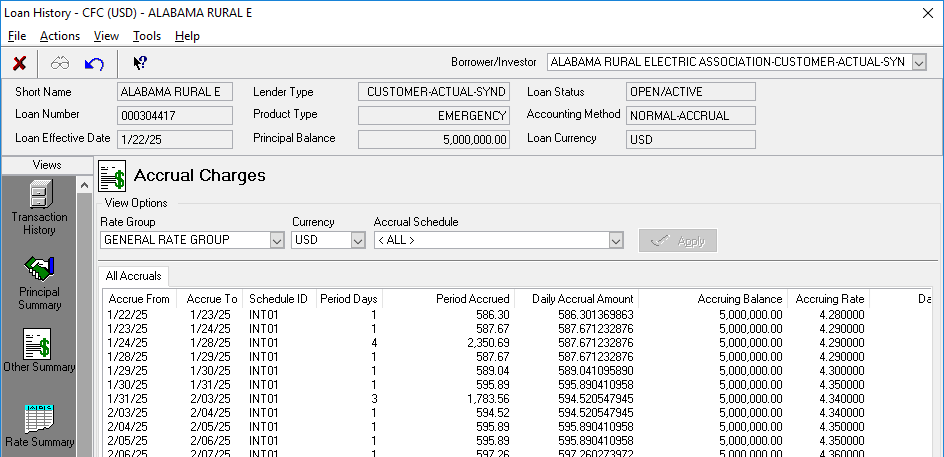 Loan History - CFC (USD) - ALABAMA RURAL E
File Actions View Tools Help
Borrower/Investor ALABAMA RURAL ELECTRIC ASSOCIATION-CUSTOMER-ACTUAL-SYN
Short Name ALABAMA RURAL E Lender Type CUSTOMER-ACTUAL-SYND Loan Status OPEN/ACTIVE
Loan Number 000304417 Product Type EMERGENCY Accounting Method NORMAL-ACCRUAL
Loan Effective Date 1/22/25 Principal Balance 5,000,000.00 Loan Currency USD
Views
Transaction
History
Principal
Summary
Other Summary
Rate Summary
Accrual Charges
View Options
Rate Group Currency Accrual Schedule
GENERAL RATE GROUP USD < ALL > Apply
All Accruals
Accrue From Accrue To Schedule ID Period Days Period Accrued Daily Accrual Amount Accruing Balance Accruing Rate Da
1/22/25 1/23/25 INT01 1 586.30 586.301369863 5,000,000.00 4.280000
1/23/25 1/24/25 INT01 1 587.67 587.671232876 5,000,000.00 4.290000
1/24/25 1/28/25 INT01 4 2,350.69 587.671232876 5,000,000.00 4.290000
1/28/25 1/29/25 INT01 1 587.67 587.671232876 5,000,000.00 4.290000
1/29/25 1/30/25 INT01 1 589.04 589.041095890 5,000,000.00 4.300000
1/30/25 1/31/25 INT01 1 595.89 595.890410958 5,000,000.00 4.350000
1/31/25 2/03/25 INT01 3 1,783.56 594.520547945 5,000,000.00 4.340000
2/03/25 2/04/25 INT01 1 594.52 594.520547945 5,000,000.00 4.340000
2/04/25 2/05/25 INT01 1 595.89 595.890410958 5,000,000.00 4.350000
2/05/25 2/06/25 INT01 1 595.89 595.890410958 5,000,000.00 4.350000
2/06/25 2/07/25 INT01 1 597.26 597.260273972 5,000,000.00 4.360000